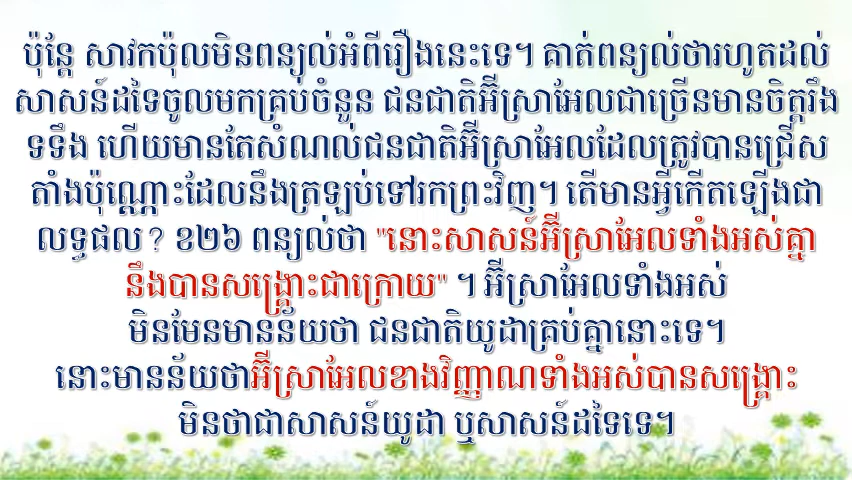 ប៉ុន្តែ សាវកប៉ុលមិនពន្យល់អំពីរឿងនេះទេ។ គាត់ពន្យល់ថារហូតដល់
សាសន៍ដទៃចូលមកគ្រប់ចំនួន ជនជាតិអ៊ីស្រាអែលជាច្រើនមានចិត្តរឹង
ទទឹង ហើយមានតែសំណល់ជនជាតិអ៊ីស្រាអែលដែលត្រូវបានជ្រើស
តាំងប៉ុណ្ណោះដែលនឹងត្រឡប់ទៅរកព្រះវិញ។ តើមានអ្វីកើតឡើងជា
លទ្ធផល? ខ២៦ ពន្យល់ថា "នោះសាសន៍អ៊ីស្រាអែលទាំងអស់គ្នា
នឹងបានសង្គ្រោះជាក្រោយ" ។ អ៊ីស្រាអែលទាំងអស់
មិនមែនមានន័យថា ជនជាតិយូដាគ្រប់គ្នានោះទេ។
នោះមានន័យថាអ៊ីស្រាអែលខាងវិញ្ញាណទាំងអស់បានសង្គ្រោះ
មិនថាជាសាសន៍យូដា ឬសាសន៍ដទៃទេ។